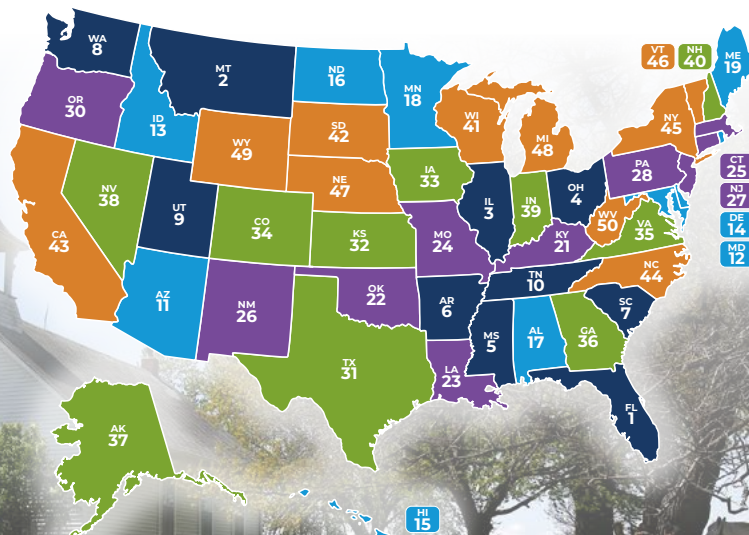 WA
8
MT
2
ND
16
MN
18
VT
46
NH
40
ME
19
OR
30
ID
13
WY
49
SD
42
WI
41
MI
48
NY
45
CT
25
NJ
27
DE
14
MD
12
NV
38
UT
9
CO
34
NE
47
IA
33
IL
3
IN
39
OH
4
PA
28
CA
43
KS
32
MO
24
KY
21
WV
50
VA
35
AZ
11
NM
26
OK
22
AR
6
TN
10
NC
44
SC
7
TX
31
LA
23
MS
5
AL
17
GA
36
FL
1
AK
37
HI
15